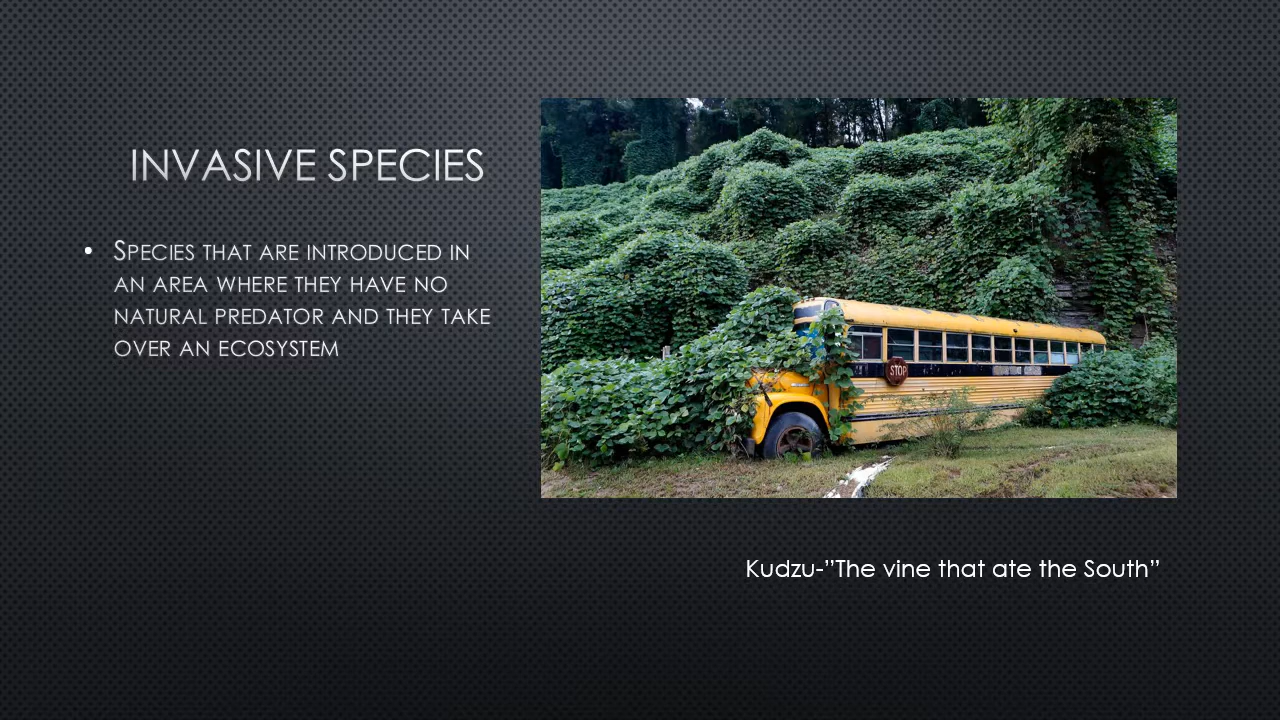 INVASIVE SPECIES
SPECIES THAT ARE INTRODUCED IN
AN AREA WHERE THEY HAVE NO
NATURAL PREDATOR AND THEY TAKE
OVER AN ECOSYSTEM
STOP
Kudzu-”The vine that ate the South”